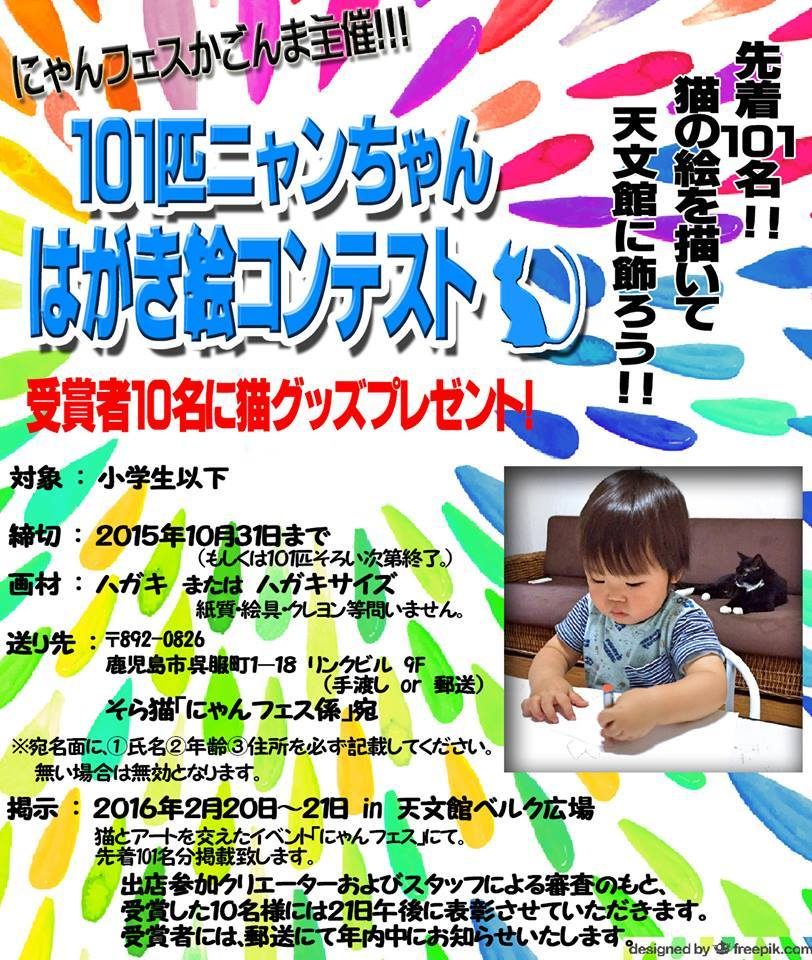 にゃんフェスかごんま主催!!!
101匹ニャンちゃん
はがき絵コンテスト
先着101名!!
猫の絵を描いて
天文館に飾ろう!!
受賞者10名に猫グッズプレゼント!
対象 : 小学生以下
締切 : 2015年10月31日まで
(もしくは101匹そろい次第終了。)
画材 : ハガキ または ハガキサイズ
紙質・絵具・クレヨン等問いません。
送り先 : 〒892-0826
鹿児島市呉服町1-18 リンクビル 9F
(手渡し or 郵送)
そら猫「にゃんフェス係」宛
※宛名面に、①氏名②年齢③住所を必ず記載してください。
無い場合は無効となります。
掲示 : 2016年2月20日~21日 in 天文館ベルク広場
猫とアートを交えたイベント「にゃんフェス」にて。
先着101名分掲載致します。
出店参加クリエーターおよびスタッフによる審査のもと、
受賞した10名様には21日午後に表彰させていただきます。
受賞者には、郵送にて年内中にお知らせいたします。
designed by freepik.com